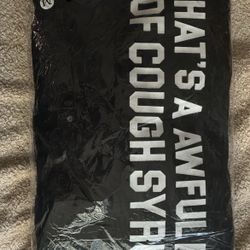 HAT'S A AWFUL
OF COUGH SYR